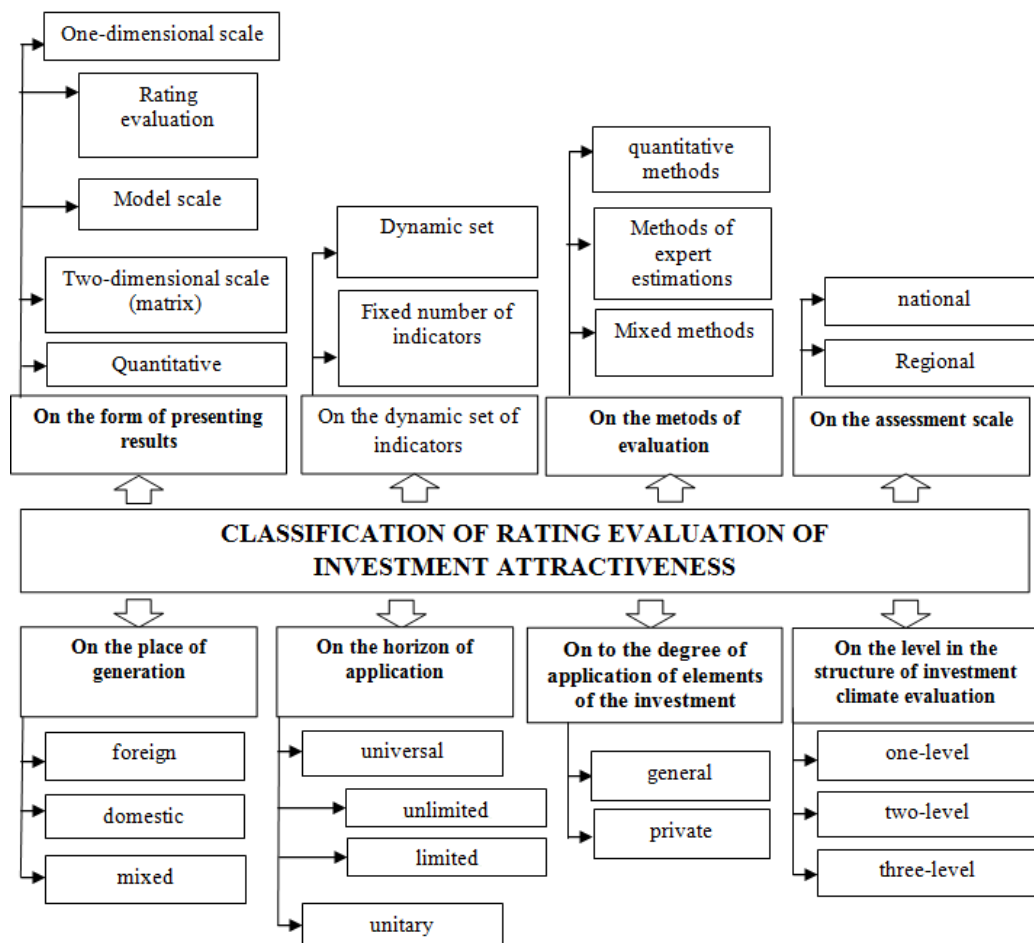 One-dimensional scale
Rating
evaluation
Model scale
Two-dimensional scale
(matrix)
Quantitative
On the form of presenting
results
Dynamic set
Fixed number of
indicators
On the dynamic set of
indicators
quantitative
methods
Methods of
expert
estimations
Mixed methods
On the metods of
evaluation
national
Regional
On the assessment scale
CLASSIFICATION OF RATING EVALUATION OF
INVESTMENT ATTRACTIVENESS
On the place of
generation
foreign
domestic
mixed
On the horizon of
application
universal
unlimited
limited
unitary
On to the degree of
application of elements
of the investment
general
private
On the level in the
structure of investment
climate evaluation
one-level
two-level
three-level